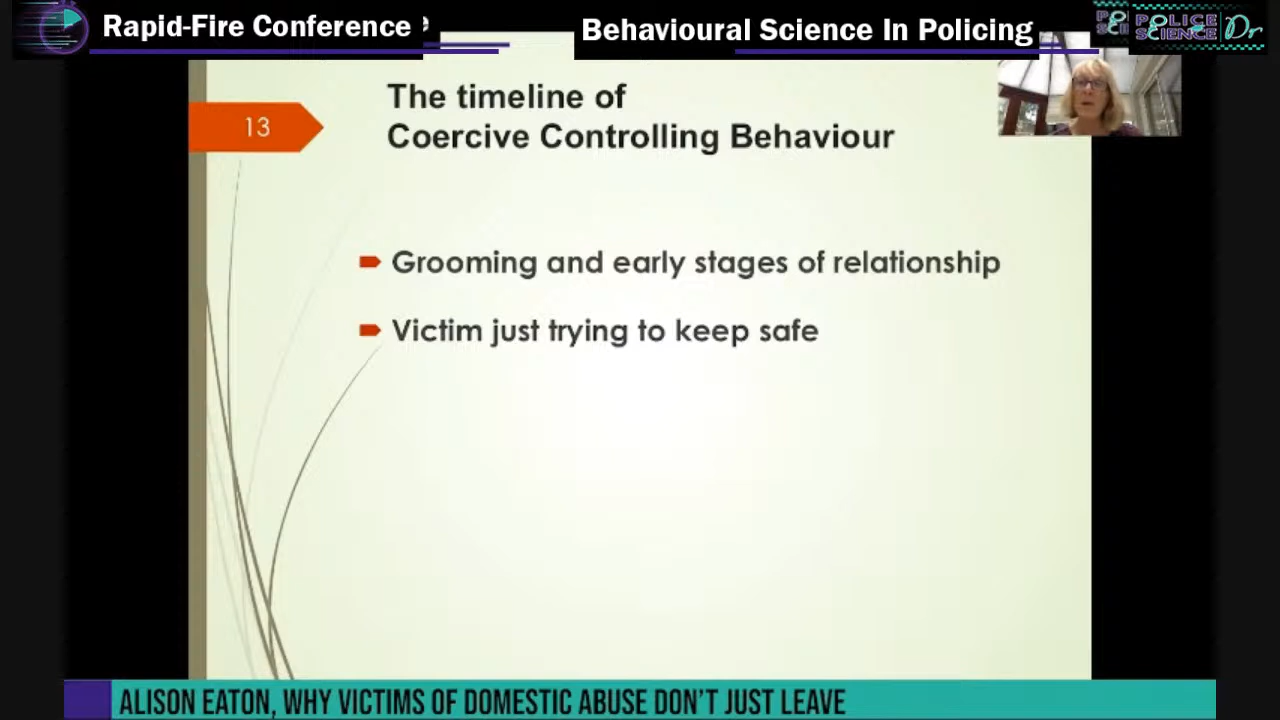 Rapid-Fire Conference
Behavioural Science In Policing
POLICE
SCIENCE Dr
13
The timeline of
Coercive Controlling Behaviour
Grooming and early stages of relationship
Victim just trying to keep safe
ALISON EATON, WHY VICTIMS OF DOMESTIC ABUSE DON'T JUST LEAVE